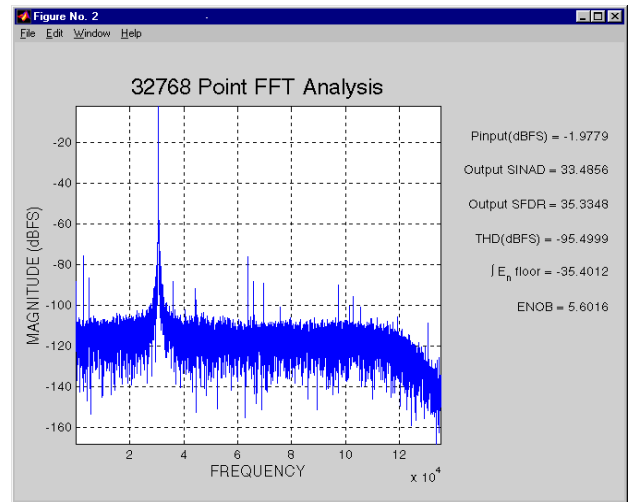 Figure No. 2
File Edit Window Help
32768 Point FFT Analysis
MAGNITUDE (dBFS)
-20
-40
-60
-80
-100
-120
-140
-160
2 4 6 8 10 12
FREQUENCY
x 10^4
Pinput(dBFS) = -1.9779
Output SINAD = 33.4856
Output SFDR = 35.3348
THD(dBFS) = -95.4999
∫ E_n floor = -35.4012
ENOB = 5.6016